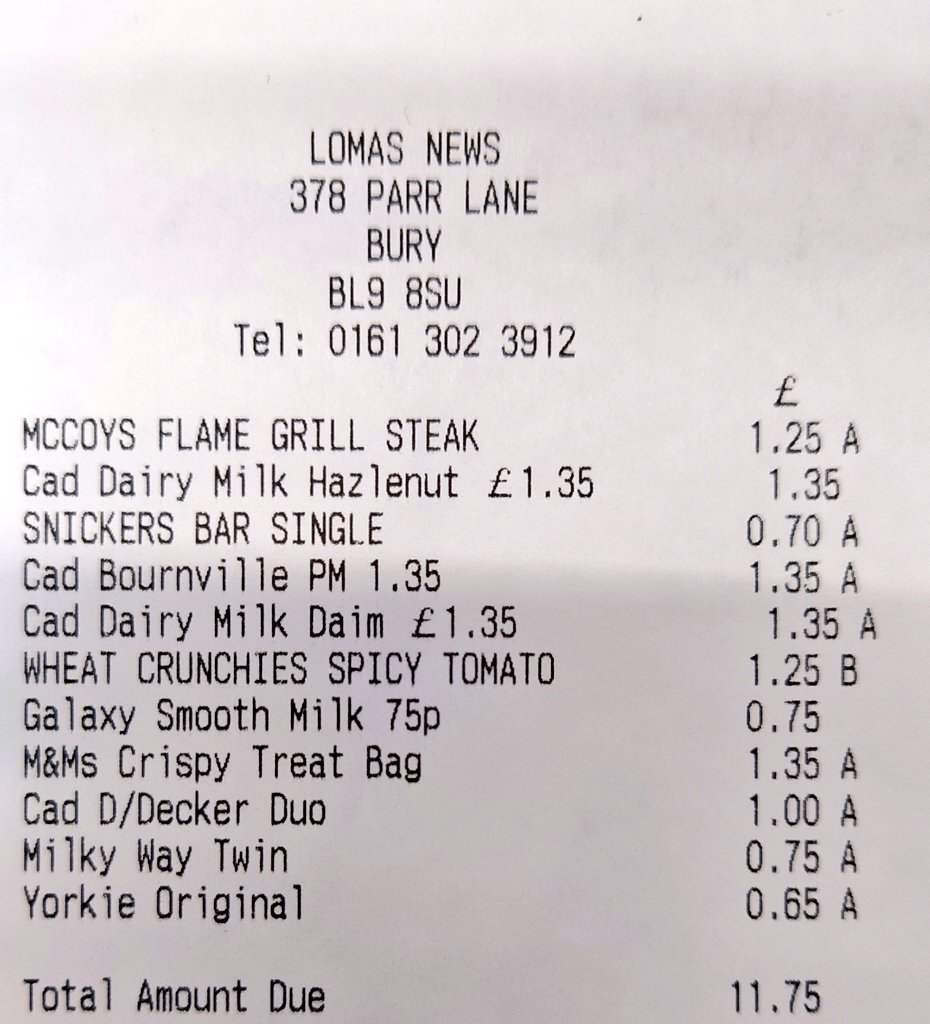 LOMAS NEWS
378 PARR LANE
BURY
BL9 8SU
Tel: 0161 302 3912
£
MCCOYS FLAME GRILL STEAK 1.25 A
Cad Dairy Milk Hazlenut £1.35 1.35
SNICKERS BAR SINGLE 0.70 A
Cad Bournville PM 1.35 1.35 A
Cad Dairy Milk Daim £1.35 1.35 A
WHEAT CRUNCHIES SPICY TOMATO 1.25 B
Galaxy Smooth Milk 75p 0.75
M&Ms Crispy Treat Bag 1.35 A
Cad D/Decker Duo 1.00 A
Milky Way Twin 0.75 A
Yorkie Original 0.65 A
Total Amount Due 11.75